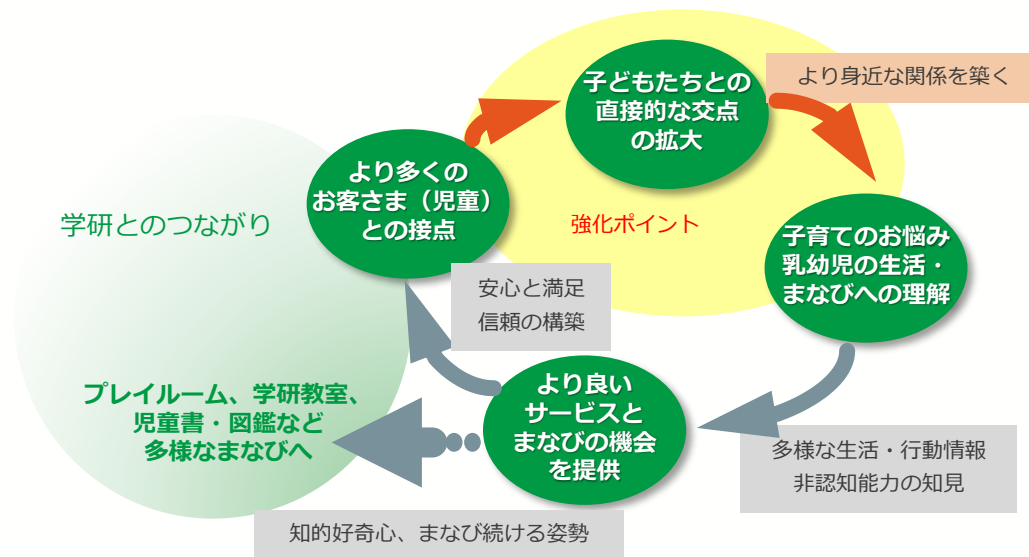 子どもたちとの
直接的な交点
の拡大
より身近な関係を築く
より多くの
お客さま（児童）
との接点
学研とのつながり
強化ポイント
子育てのお悩み
乳幼児の生活・
まなびへの理解
安心と満足
信頼の構築
プレイルーム、学研教室、
児童書・図鑑など
多様なまなびへ
より良い
サービスと
まなびの機会
を提供
多様な生活・行動情報
非認知能力の知見
知的好奇心、まなび続ける姿勢